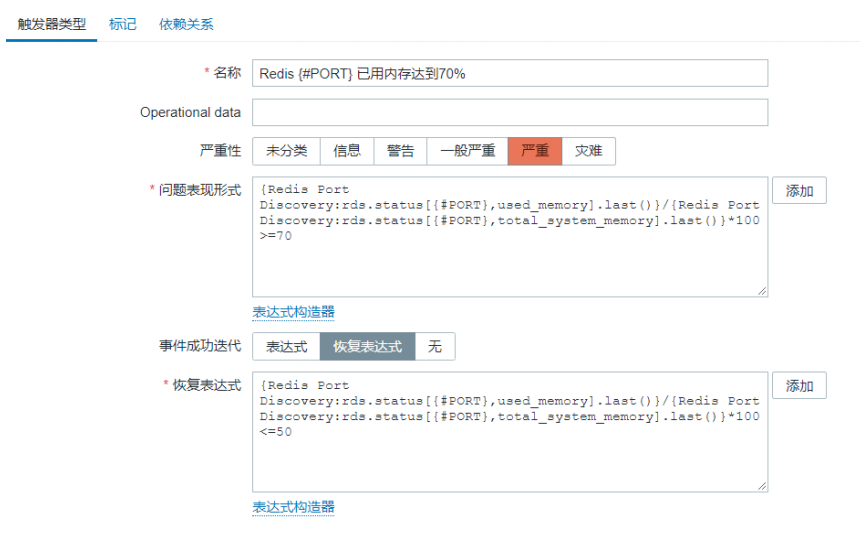 触发器类型 标记 依赖关系
* 名称 Redis {#PORT} 已用内存达到70%
Operational data
严重性 未分类 信息 警告 一般严重 严重 灾难
* 问题表现形式 {Redis Port 添加
Discovery:rds.status[{#PORT},used_memory].last()}/{Redis Port
Discovery:rds.status[{#PORT},total_system_memory].last()}*100
>=70
表达式构造器
事件成功迭代 表达式 恢复表达式 无
* 恢复表达式 {Redis Port 添加
Discovery:rds.status[{#PORT},used_memory].last()}/{Redis Port
Discovery:rds.status[{#PORT},total_system_memory].last()}*100
<=50
表达式构造器